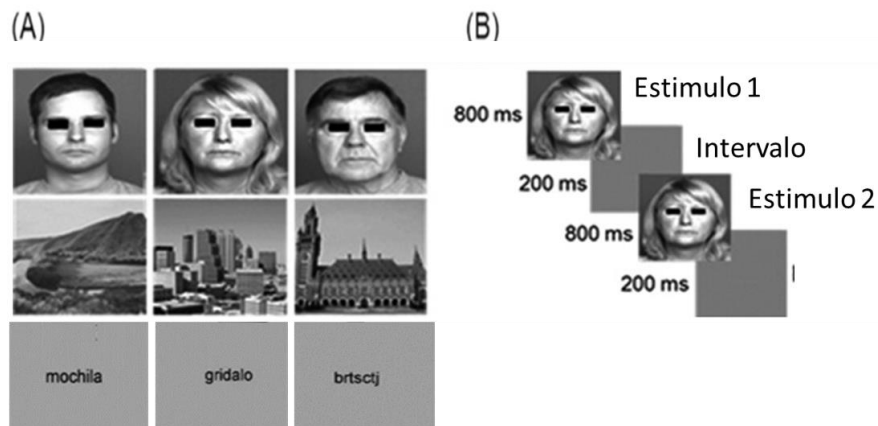 (A)
(B)
Estimulo 1
800 ms
Intervalo
200 ms
Estimulo 2
800 ms
200 ms
mochila
gridalo
brtsctj